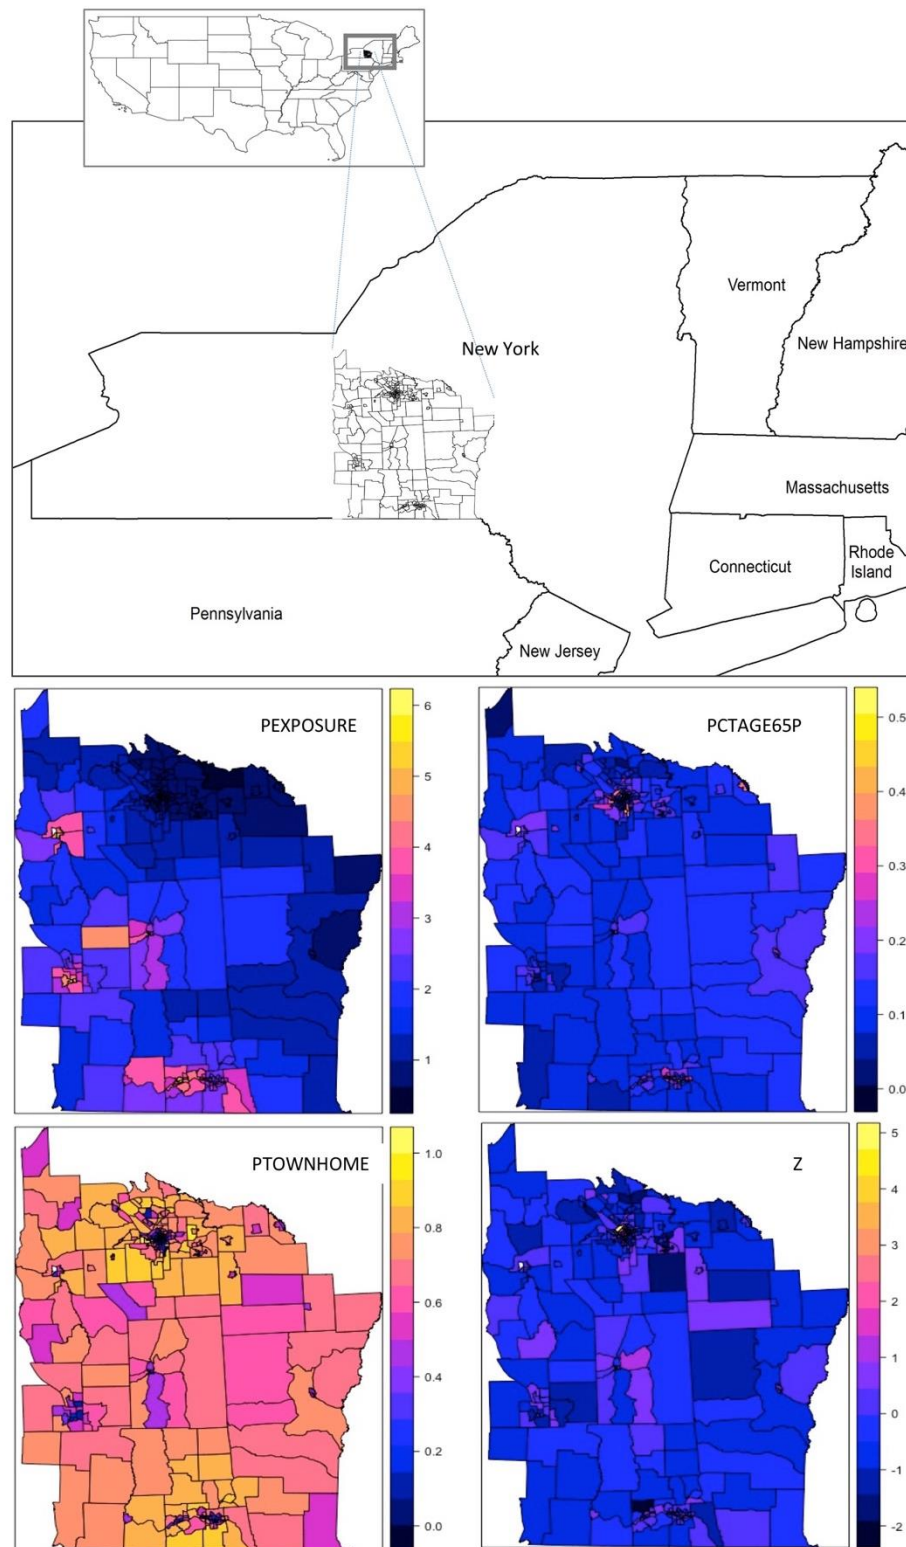 Vermont
New York
New Hampshire
Massachusetts
Connecticut
Rhode
Island
Pennsylvania
New Jersey
PEXPOSURE
6
5
4
3
2
1
PCTAGE65P
0.5
0.4
0.3
0.2
0.1
0.0
PTOWNHOME
1.0
0.8
0.6
0.4
0.2
0.0
Z
5
4
3
2
1
0
-1
-2